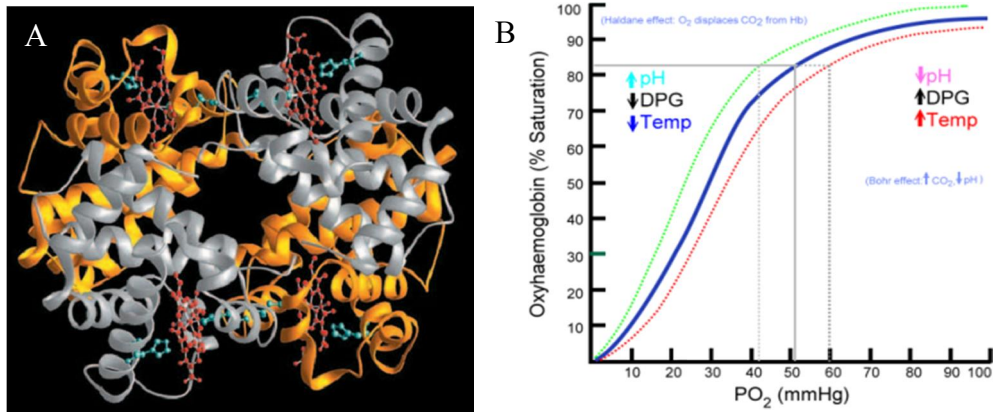 A
B
Oxyhaemoglobin (% Saturation)
100
90
80
70
60
50
40
30
20
10
(Haldane effect: O₂ displaces CO₂ from Hb)
↑pH
↓DPG
↓Temp
↓pH
↑DPG
↑Temp
(Bohr effect:↑ CO₂,↓pH )
10 20 30 40 50 60 70 80 90 100
PO₂ (mmHg)